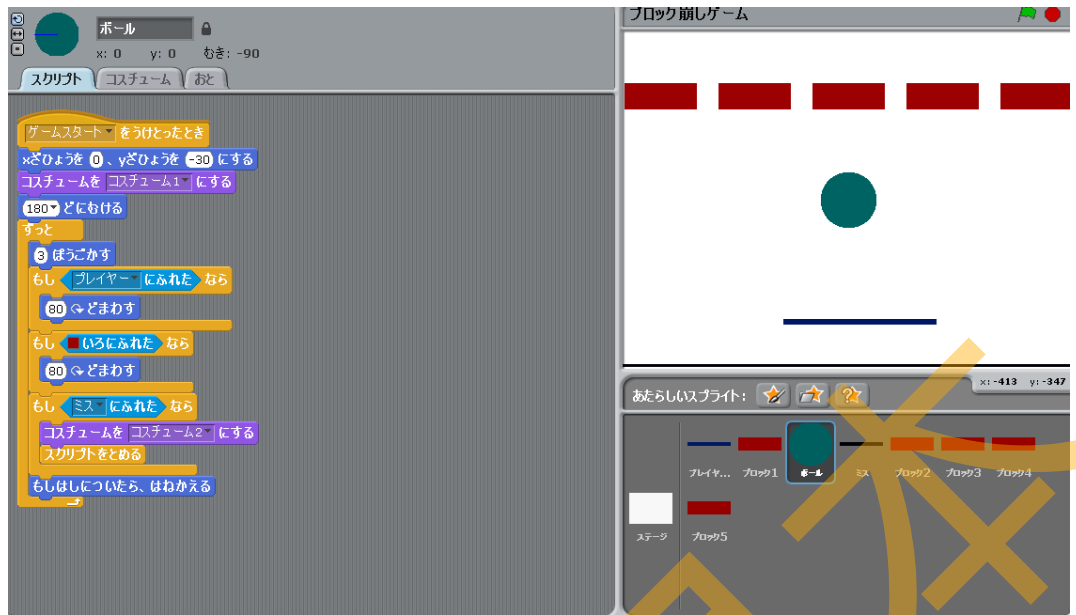 ボール
x: 0 y: 0 むき: -90
スクリプト コスチューム おと
ゲームスタート をうけとったとき
xざひょうを 0 、yざひょうを -30 にする
コスチュームを コスチューム1 にする
180 どにむける
ずっと
3 ほうごかす
もし プレイヤー にふれた なら
80 どまわす
もし いろにふれた なら
80 どまわす
もし ミス にふれた なら
コスチュームを コスチューム2 にする
スクリプトをとめる
もしはしについたら、はねかえる
ブロック崩しゲーム
x: -413 y: -347
あたらしいスプライト:
プレイヤ... ブロック1 ボール ミス ブロック2 ブロック3 ブロック4
ステージ ブロック5